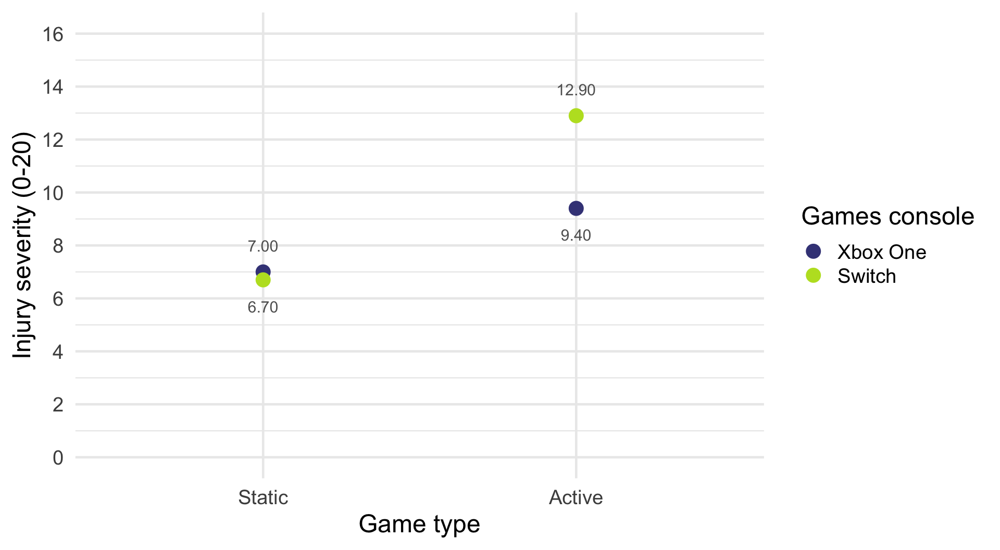 Injury severity (0-20)
16
14
12
10
8
6
4
2
0
12.90
9.40
7.00
6.70
Static
Active
Game type
Games console
Xbox One
Switch